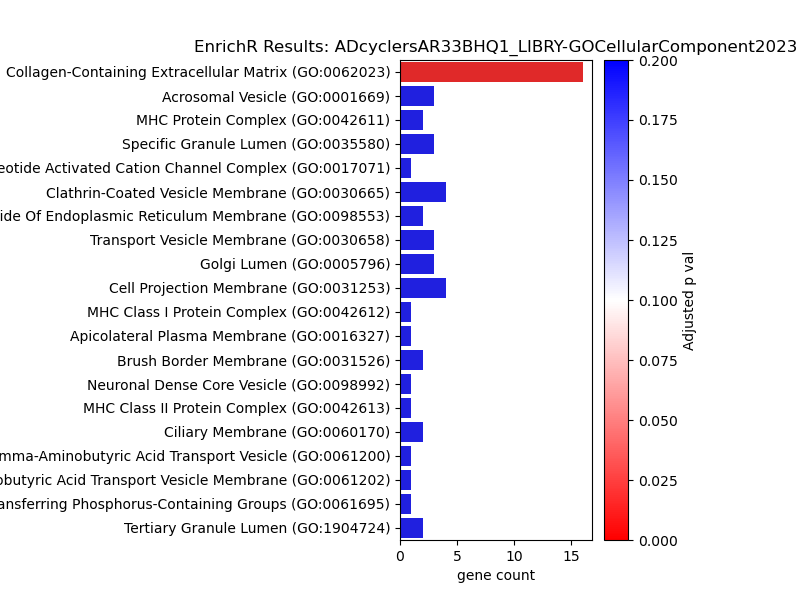 EnrichR Results: ADcyclersAR33BHQ1_LIBRY-GOCellularComponent2023
Collagen-Containing Extracellular Matrix (GO:0062023)
Acrosomal Vesicle (GO:0001669)
MHC Protein Complex (GO:0042611)
Specific Granule Lumen (GO:0035580)
eotide Activated Cation Channel Complex (GO:0017071)
Clathrin-Coated Vesicle Membrane (GO:0030665)
ide Of Endoplasmic Reticulum Membrane (GO:0098553)
Transport Vesicle Membrane (GO:0030658)
Golgi Lumen (GO:0005796)
Cell Projection Membrane (GO:0031253)
MHC Class I Protein Complex (GO:0042612)
Apicolateral Plasma Membrane (GO:0016327)
Brush Border Membrane (GO:0031526)
Neuronal Dense Core Vesicle (GO:0098992)
MHC Class II Protein Complex (GO:0042613)
Ciliary Membrane (GO:0060170)
mma-Aminobutyric Acid Transport Vesicle (GO:0061200)
obutyric Acid Transport Vesicle Membrane (GO:0061202)
ansferring Phosphorus-Containing Groups (GO:0061695)
Tertiary Granule Lumen (GO:1904724)
0 5 10 15
gene count
0.200
0.175
0.150
0.125
0.100
0.075
0.050
0.025
0.000
Adjusted p val